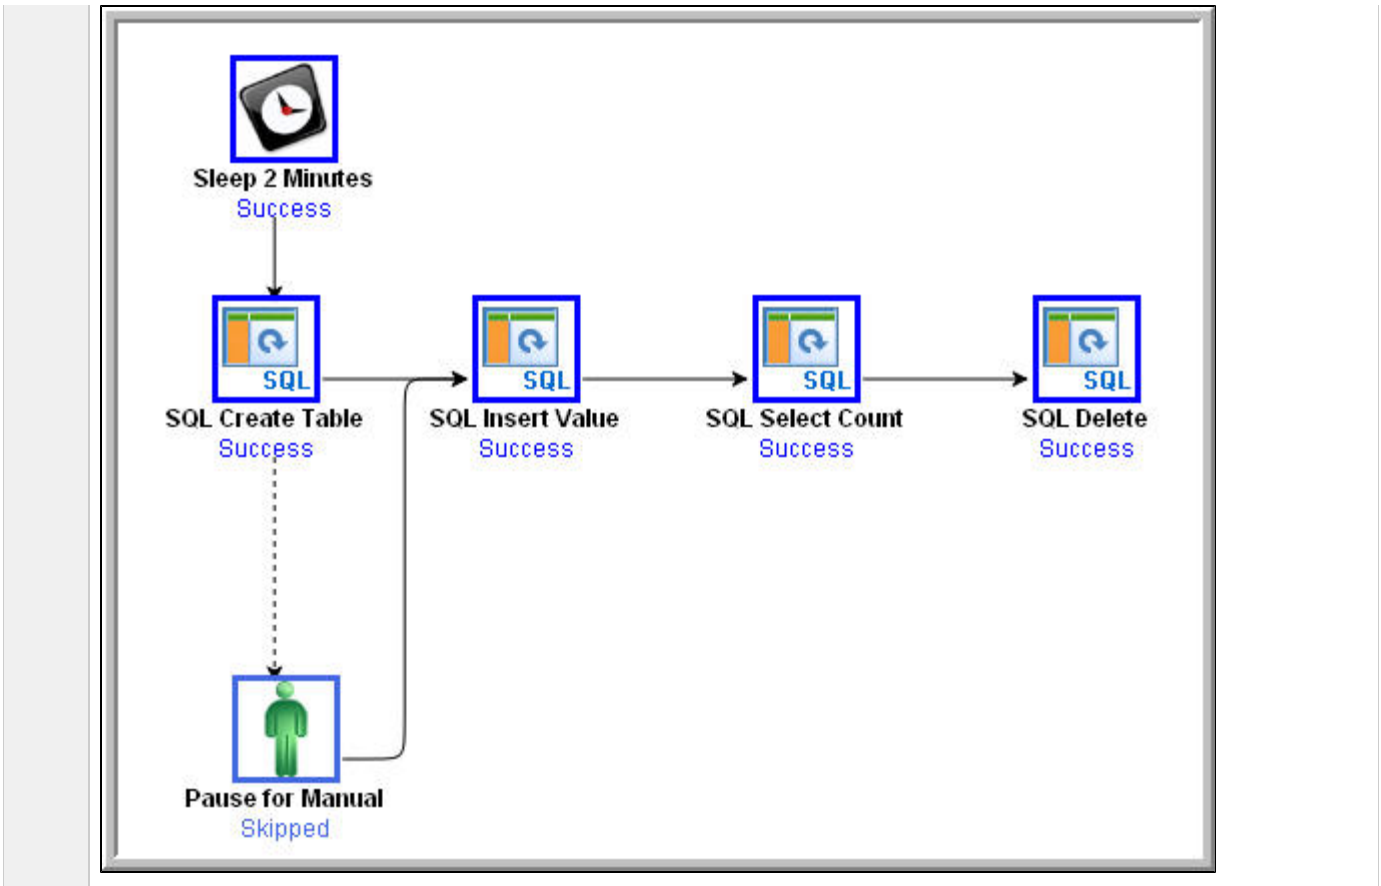 Sleep 2 Minutes
Success
SQL
SQL
SQL
SQL
SQL Create Table
SQL Insert Value
SQL Select Count
SQL Delete
Success
Success
Success
Success
Pause for Manual
Skipped